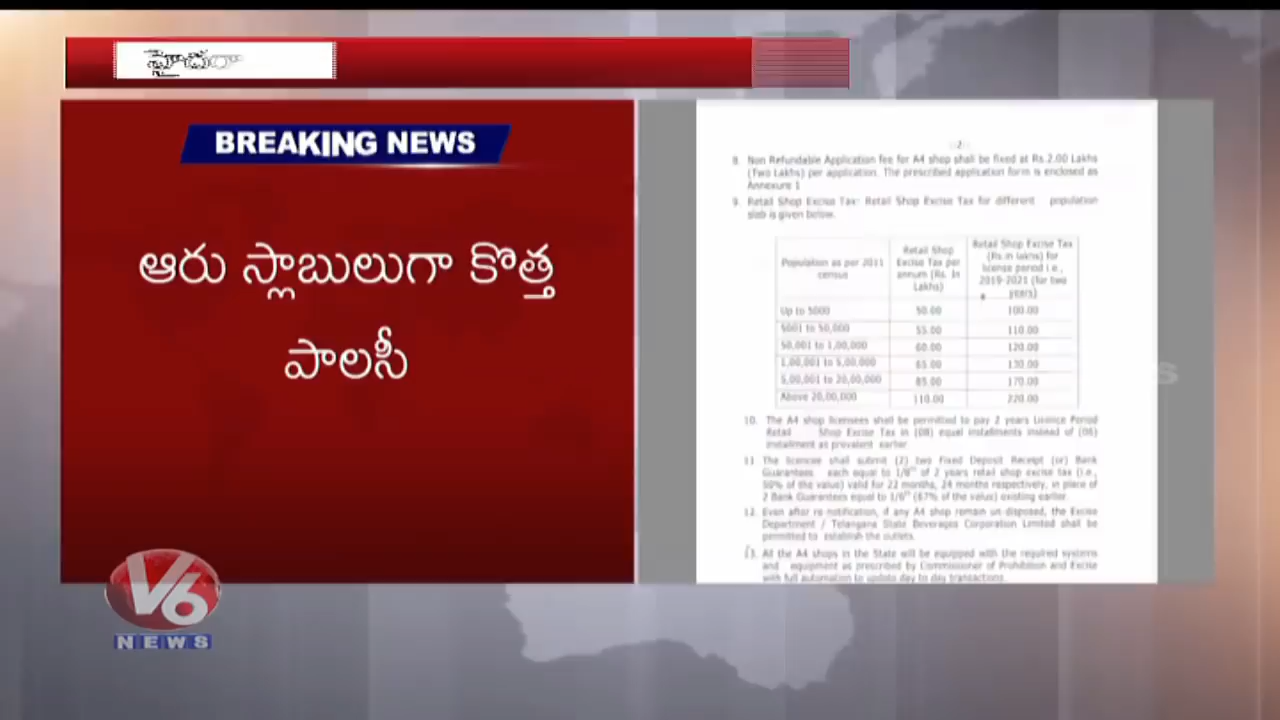 BREAKING NEWS
ఆరు స్లాబులుగా కొత్త
పాలసీ
V6
NEWS
8. Non Refundable Application fee for A4 shop shall be fixed at Rs.2.00 Lakhs
(Two Lakhs) per application. The prescribed application form is enclosed as
Annexure 1
9. Retail Shop Excise Tax: Retail Shop Excise Tax for different population
slab is given below.
Population as per 2011 census | Retail Shop Excise Tax per annum (Rs. In Lakhs) | Retail Shop Excise Tax (Rs.in lakhs) for license period i.e., 2019-2021 (for two years)
Up to 5000 | 50.00 | 100.00
5001 to 50,000 | 55.00 | 110.00
50,001 to 1,00,000 | 60.00 | 120.00
1,00,001 to 5,00,000 | 65.00 | 130.00
5,00,001 to 20,00,000 | 85.00 | 170.00
Above 20,00,000 | 110.00 | 220.00
10. The A4 shop licensees shall be permitted to pay 2 years Licence Period
Retail Shop Excise Tax in (08) equal installments instead of (06)
installment as prevalent earlier
11 The licensee shall submit (2) two Fixed Deposit Receipt (or) Bank
Guarantees each equal to 1/8th of 2 years retail shop excise tax (i.e.,
50% of the value) valid for 22 months, 24 months respectively, in place of
2 Bank Guarantees equal to 1/6th (67% of the value) existing earlier
12. Even after re notification, if any A4 shop remain un disposed, the Excise
Department / Telangana State Beverages Corporation Limited shall be
permitted to establish the outlets.
13. All the A4 shops in the State will be equipped with the required systems
and equipment as prescribed by Commissioner of Prohibition and Excise
with full automation to update day to day transactions.